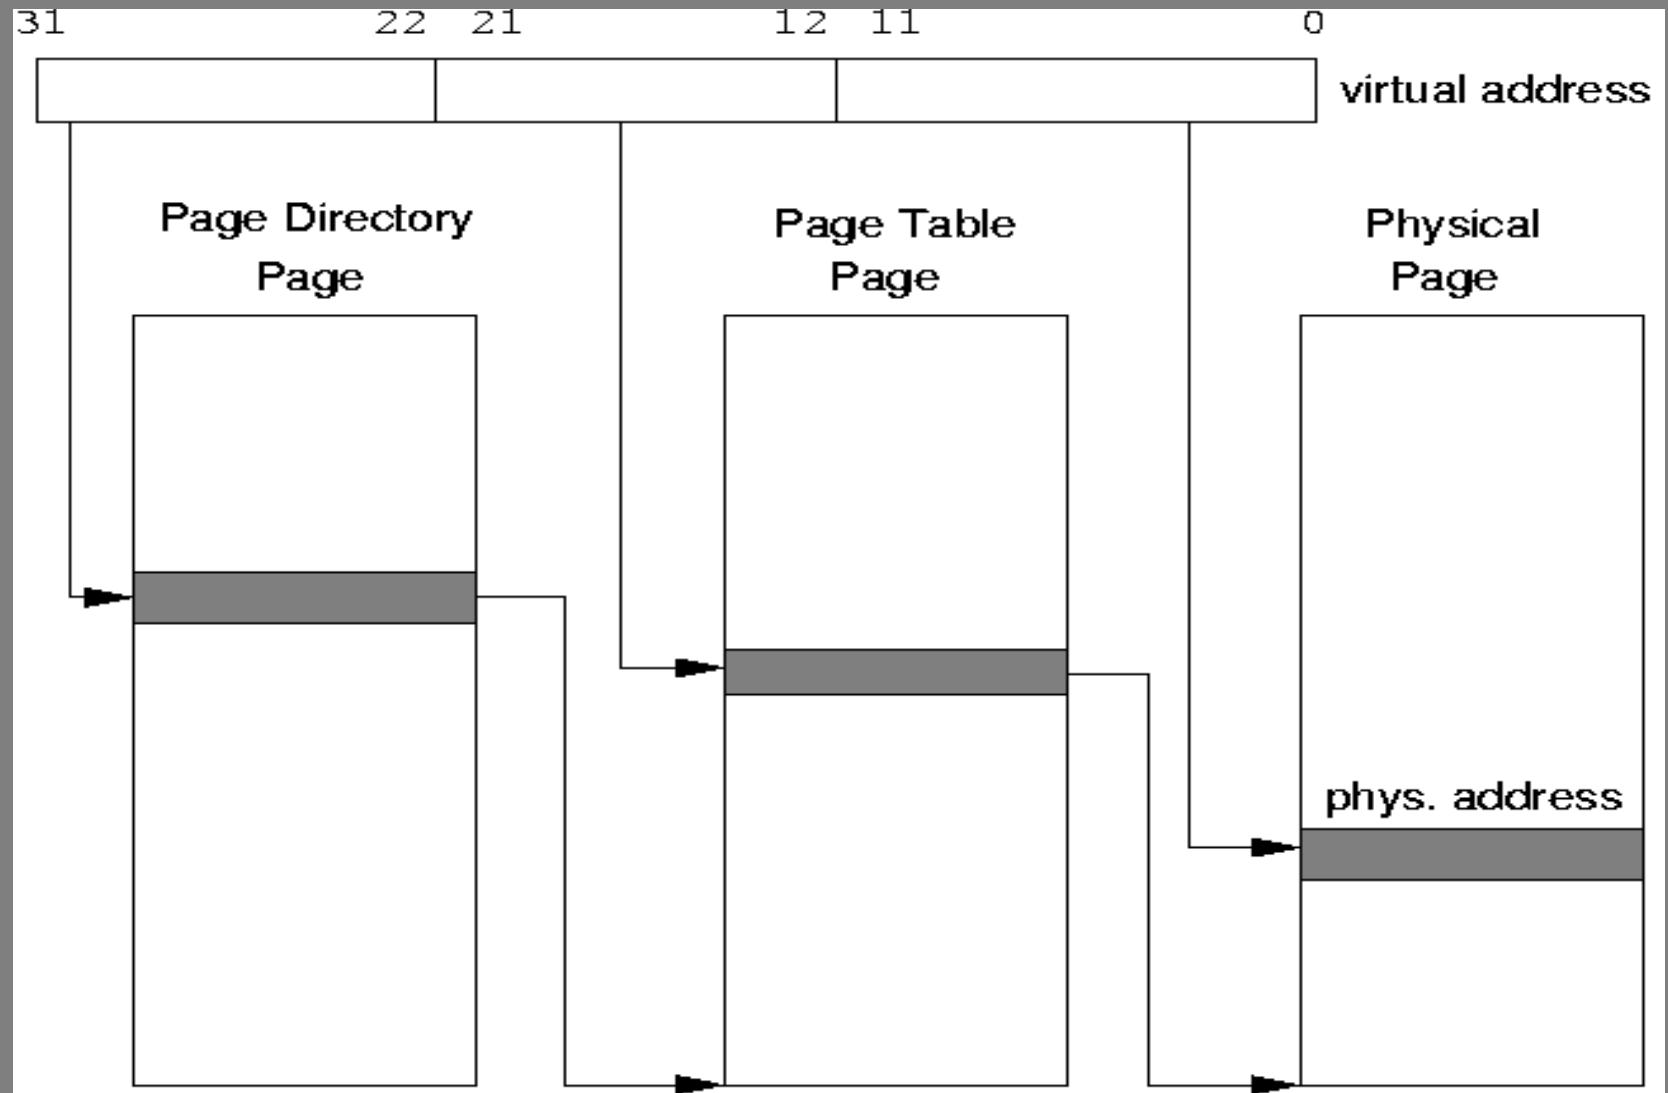 31 22 21 12 11 0
virtual address
Page Directory
Page
Page Table
Page
Physical
Page
phys. address